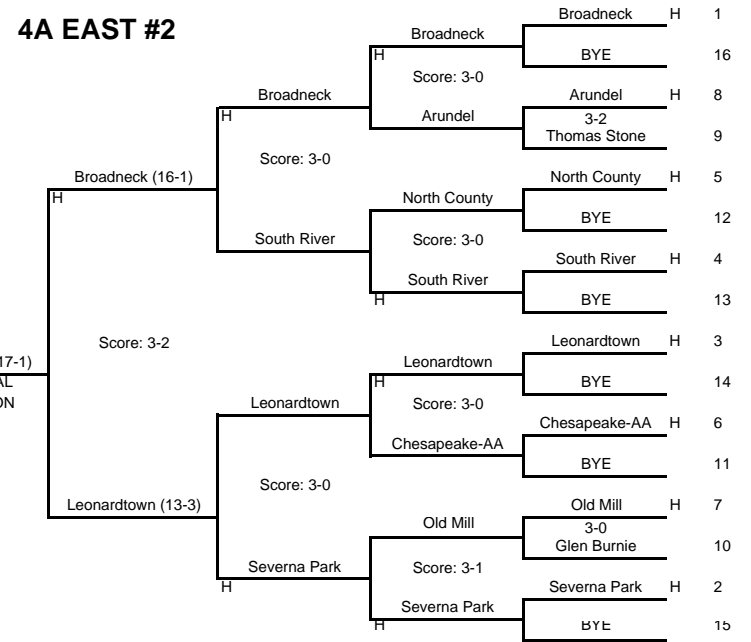 4A EAST #2
Broadneck H 1
Broadneck
H BYE 16
Score: 3-0
Broadneck Arundel H 8
H Arundel 3-2
Thomas Stone 9
Score: 3-0
Broadneck (16-1) North County H 5
H North County
BYE 12
South River Score: 3-0
South River H 4
South River
H BYE 13
Score: 3-2 Leonardtown H 3
17-1) Leonardtown
AL H BYE 14
ON Leonardtown Score: 3-0
Chesapeake-AA H 6
Chesapeake-AA
BYE 11
Score: 3-0
Leonardtown (13-3) Old Mill H 7
Old Mill 3-0
Glen Burnie 10
Severna Park Score: 3-1
H Severna Park H 2
Severna Park
H BYE 15